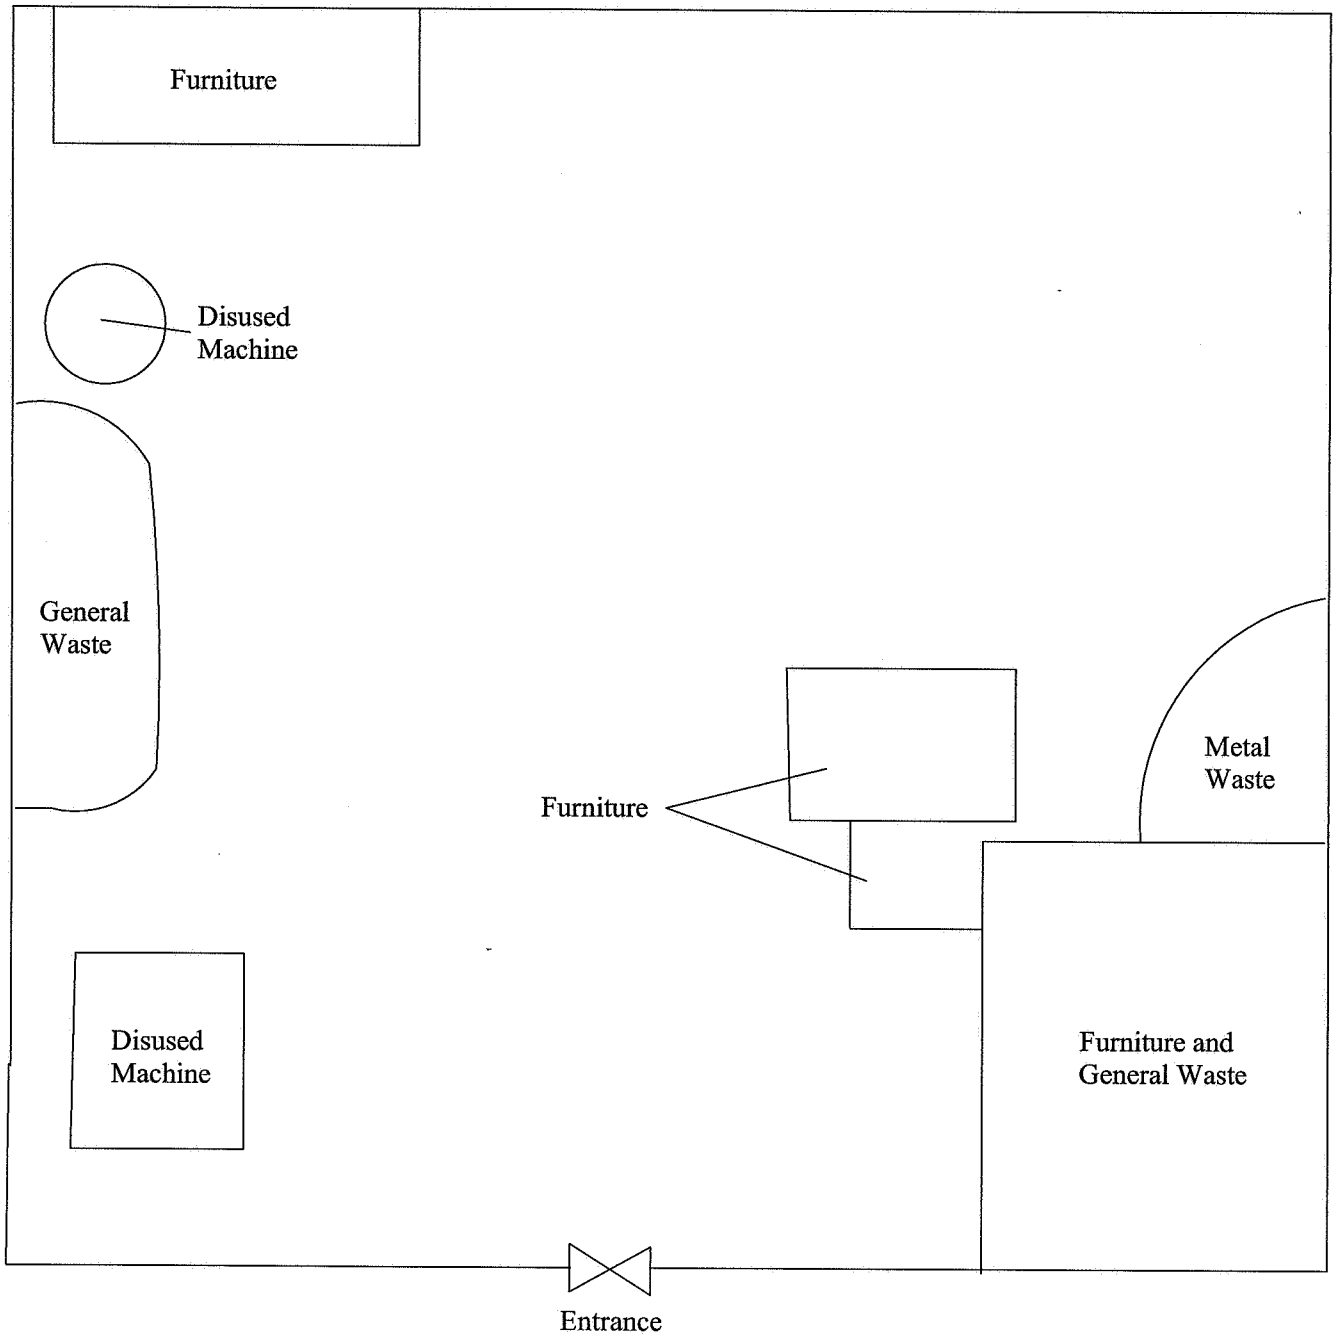 Furniture
Disused
Machine
General
Waste
Metal
Waste
Furniture
Disused
Machine
Furniture and
General Waste
Entrance